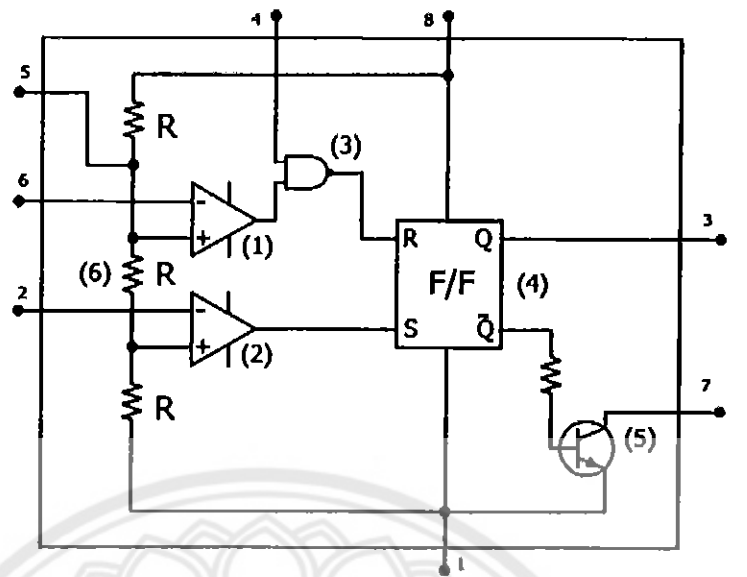 4
8
5
R
(3)
6
-
+
(1)
R
Q
3
(6)
R
F/F
(4)
2
-
+
(2)
S
Q̄
R
7
(5)
1